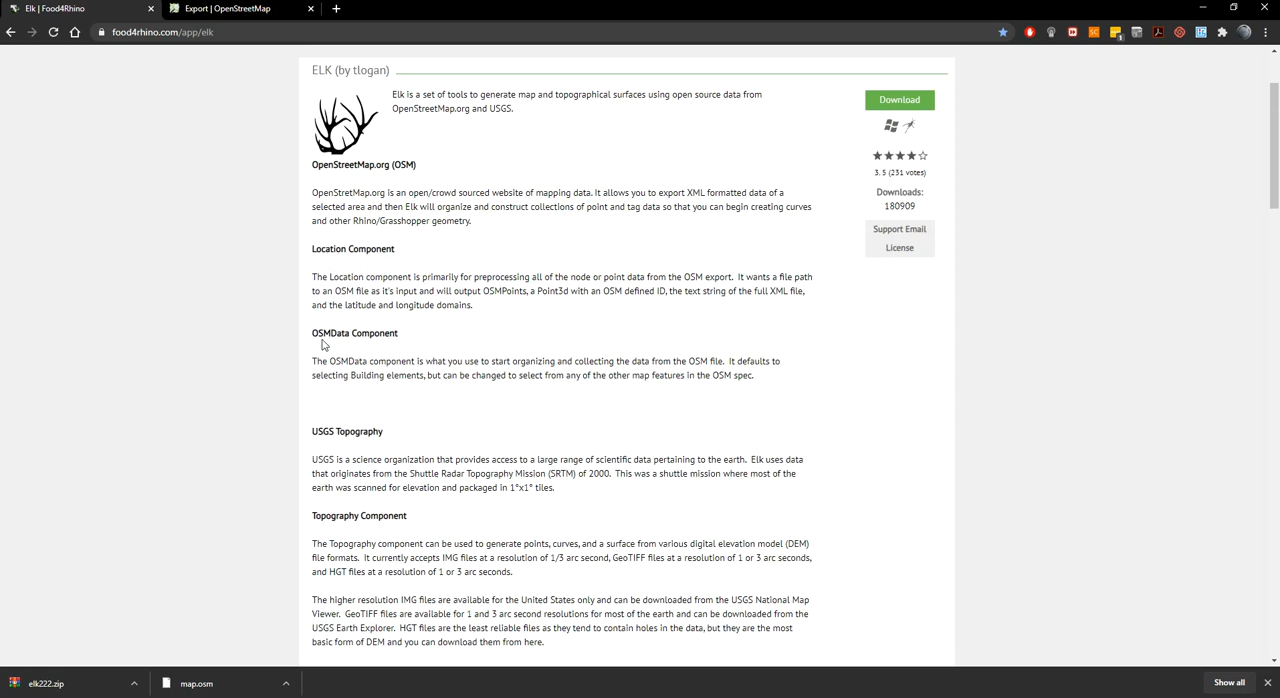 Elk | Food4Rhino
Export | OpenStreetMap
food4rhino.com/app/elk
ELK (by tlogan)
Elk is a set of tools to generate map and topographical surfaces using open source data from
OpenStreetMap.org and USGS.
Download
OpenStreetMap.org (OSM)
3.5 (231 votes)
OpenStretMap.org is an open/crowd sourced website of mapping data. It allows you to export XML formatted data of a
selected area and then Elk will organize and construct collections of point and tag data so that you can begin creating curves
and other Rhino/Grasshopper geometry.
Downloads:
180909
Support Email
License
Location Component
The Location component is primarily for preprocessing all of the node or point data from the OSM export. It wants a file path
to an OSM file as it's input and will output OSMPoints, a Point3d with an OSM defined ID, the text string of the full XML file,
and the latitude and longitude domains.
OSMData Component
The OSMData component is what you use to start organizing and collecting the data from the OSM file. It defaults to
selecting Building elements, but can be changed to select from any of the other map features in the OSM spec.
USGS Topography
USGS is a science organization that provides access to a large range of scientific data pertaining to the earth. Elk uses data
that originates from the Shuttle Radar Topography Mission (SRTM) of 2000. This was a shuttle mission where most of the
earth was scanned for elevation and packaged in 1°x1° tiles.
Topography Component
The Topography component can be used to generate points, curves, and a surface from various digital elevation model (DEM)
file formats. It currently accepts IMG files at a resolution of 1/3 arc second, GeoTIFF files at a resolution of 1 or 3 arc seconds,
and HGT files at a resolution of 1 or 3 arc seconds.
The higher resolution IMG files are available for the United States only and can be downloaded from the USGS National Map
Viewer. GeoTIFF files are available for 1 and 3 arc second resolutions for most of the earth and can be downloaded from the
USGS Earth Explorer. HGT files are the least reliable files as they tend to contain holes in the data, but they are the most
basic form of DEM and you can download them from here.
elk222.zip
map.osm
Show all